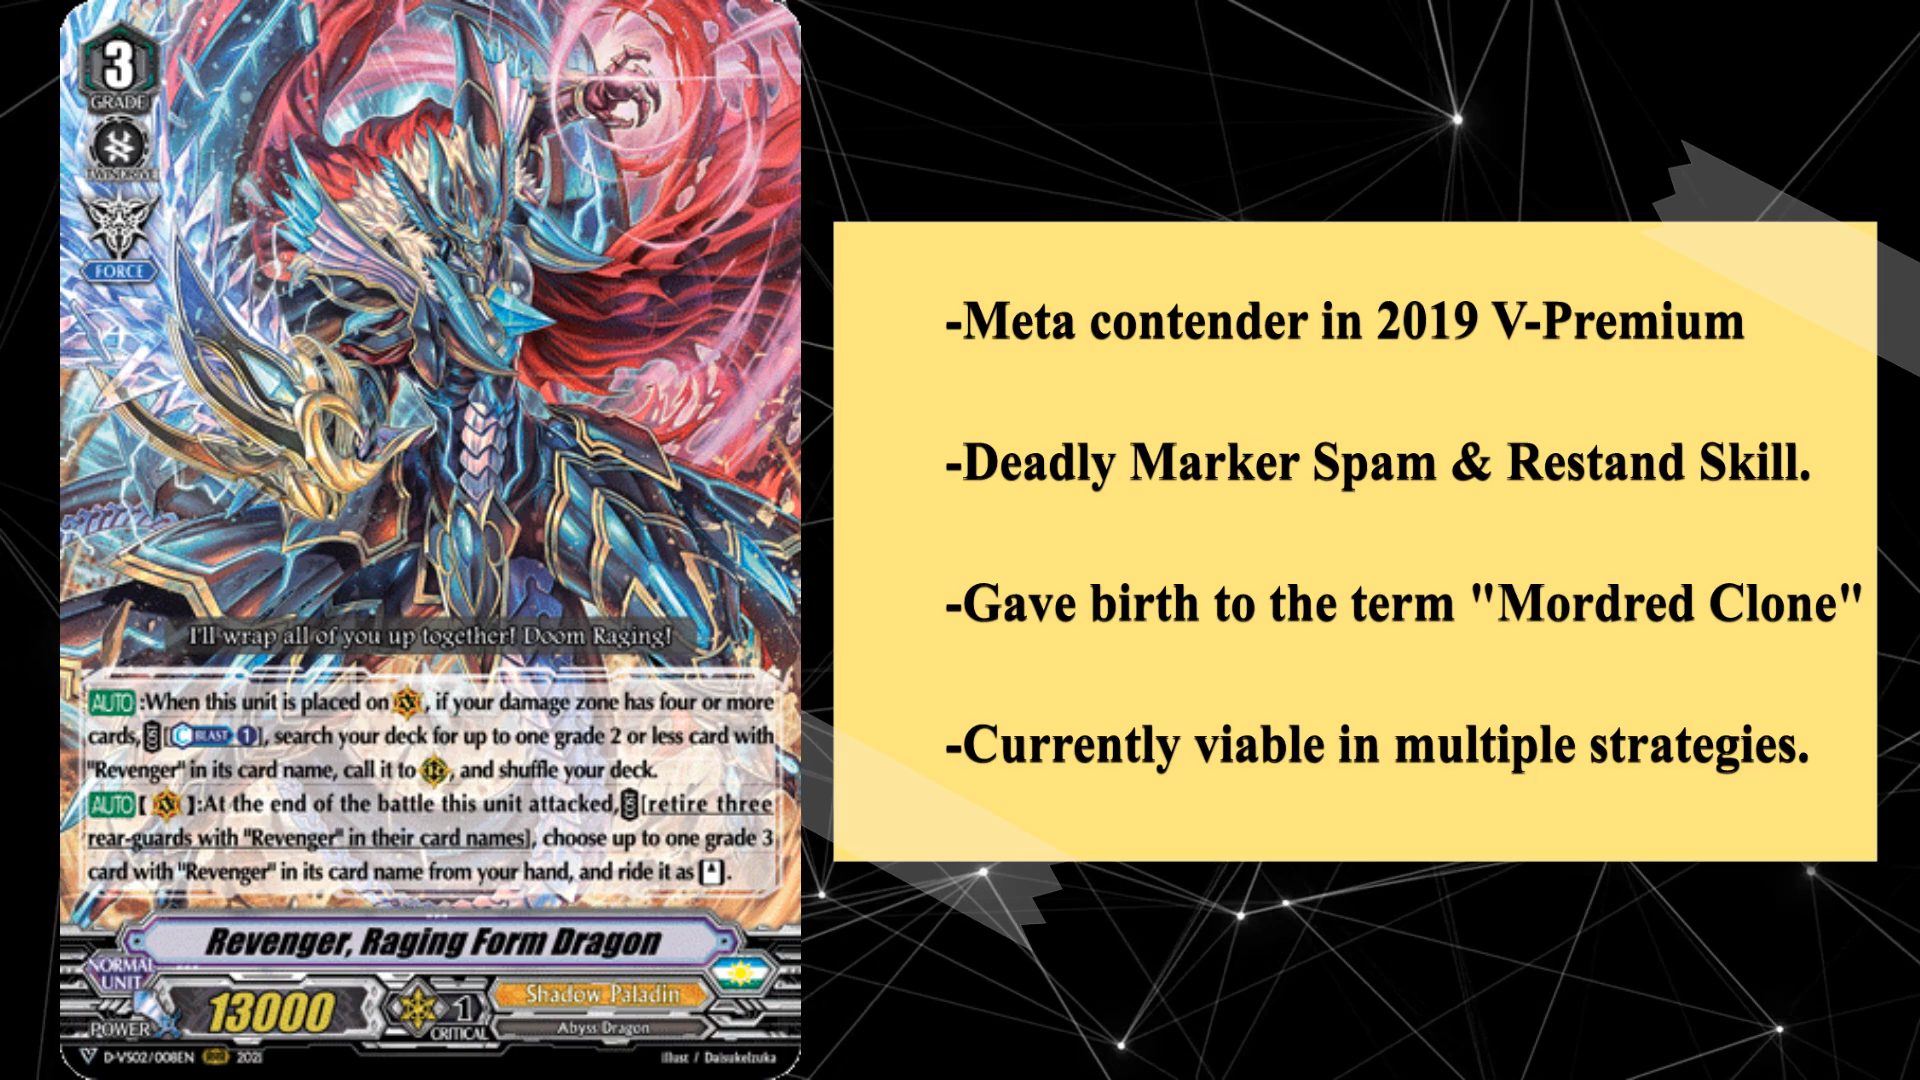 3
GRADE
TWINDRIVE
FORCE
I'll wrap all of you up together! Doom Raging!
AUTO :When this unit is placed on , if your damage zone has four or more
cards, COST [C BLAST 1], search your deck for up to one grade 2 or less card with
"Revenger" in its card name, call it to R, and shuffle your deck.
AUTO [ ]:At the end of the battle this unit attacked, COST [retire three
rear-guards with "Revenger" in their card names], choose up to one grade 3
card with "Revenger" in its card name from your hand, and ride it as [ ].
Revenger, Raging Form Dragon
NORMAL
UNIT
POWER
13000
1
CRITICAL
Shadow Paladin
Abyss Dragon
V D-VS02/008EN RRR 2021
Illust / DaisukeIzuka
-Meta contender in 2019 V-Premium
-Deadly Marker Spam & Restand Skill.
-Gave birth to the term "Mordred Clone"
-Currently viable in multiple strategies.